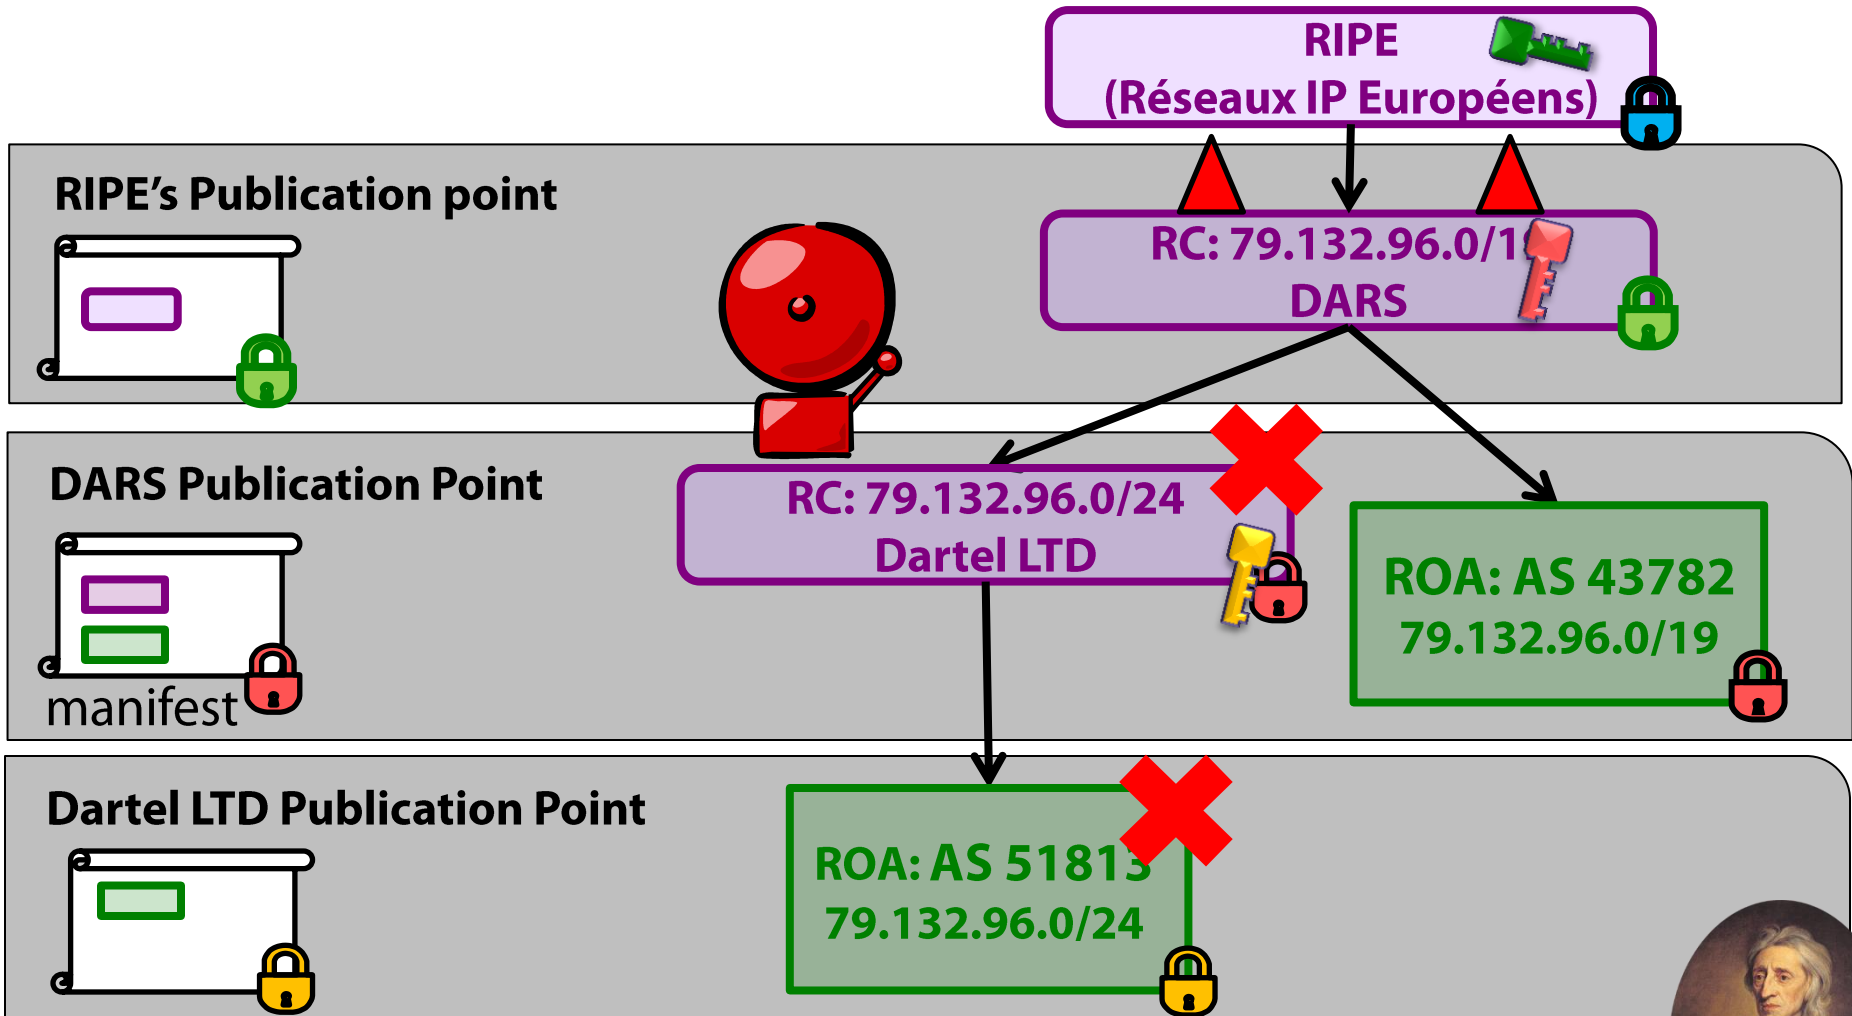 RIPE
(Réseaux IP Européens)
RIPE’s Publication point
RC: 79.132.96.0/1
DARS
DARS Publication Point
RC: 79.132.96.0/24
Dartel LTD
ROA: AS 43782
79.132.96.0/19
manifest
Dartel LTD Publication Point
ROA: AS 51813
79.132.96.0/24